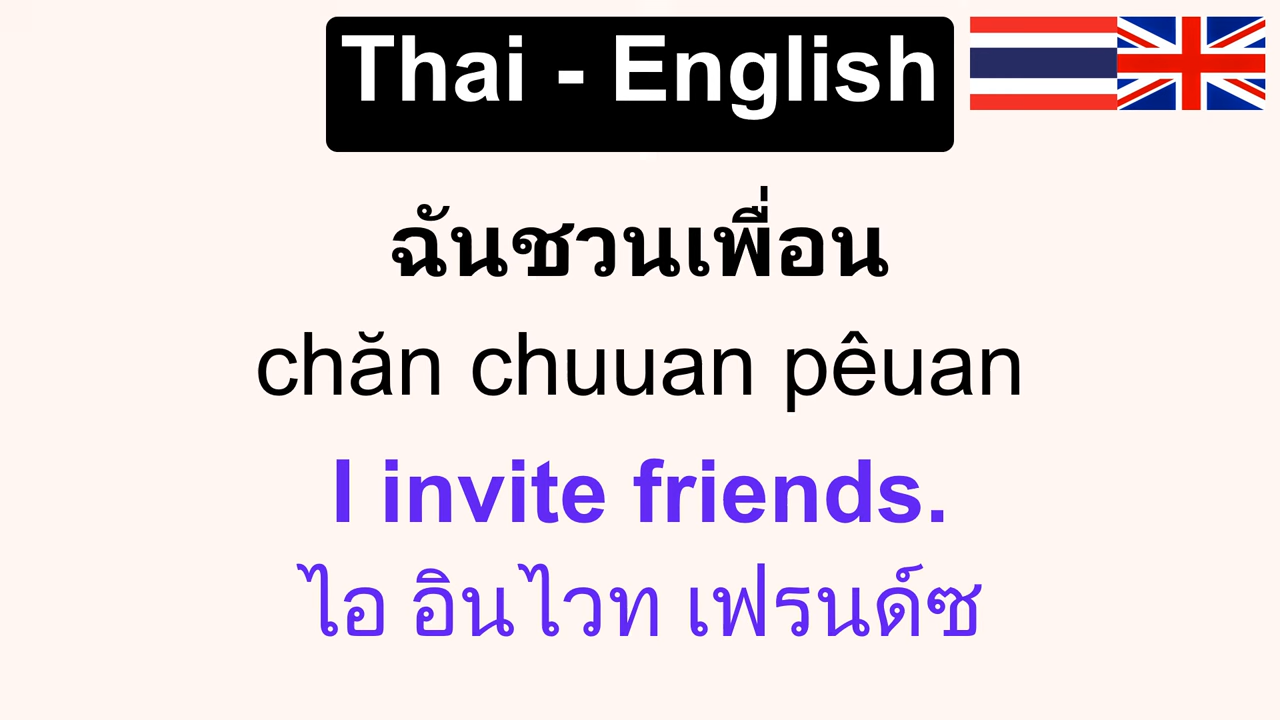 Thai - English
ฉันชวนเพื่อน
chăn chuuan pêuan
I invite friends.
ไอ อินไวท เฟรนด์ซ